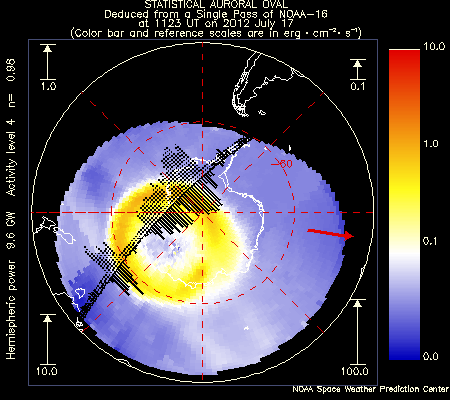 STATISTICAL AURORAL OVAL
Deduced from a Single Pass of NOAA-16
at 1123 UT on 2012 July 17
(Color bar and reference scales are in erg · cm⁻² · s⁻¹)
1.0
0.1
10.0
100.0
-60
Hemispheric power 9.6 GW Activity level 4 n= 0.98
10.0
1.0
0.1
0.0
NOAA Space Weather Prediction Center